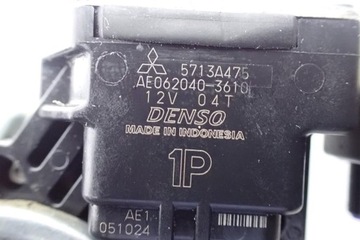 5713A475
AE062040-3610
12V 04T
DENSO
MADE IN INDONESIA
1P
AE1
051024